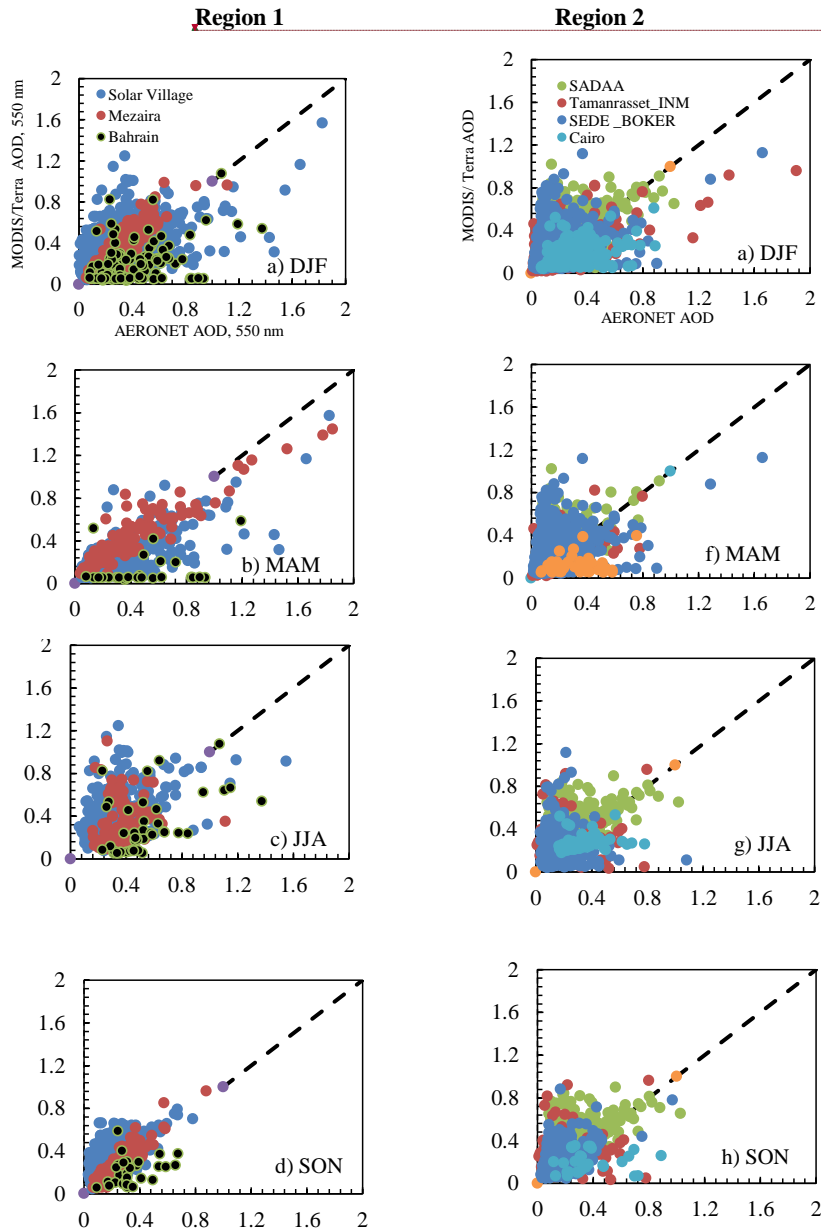 Region 1 Region 2
2
1.6
1.2
0.8
0.4
0
MODIS/Terra AOD, 550 nm
Solar Village
Mezaira
Bahrain
a) DJF
0 0.4 0.8 1.2 1.6 2
AERONET AOD, 550 nm
2
1.6
1.2
0.8
0.4
0
MODIS/ Terra AOD
SADAA
Tamanrasset_INM
SEDE _BOKER
Cairo
a) DJF
0 0.4 0.8 1.2 1.6 2
AERONET AOD
2
1.6
1.2
0.8
0.4
0
b) MAM
0 0.4 0.8 1.2 1.6 2
2
1.6
1.2
0.8
0.4
0
f) MAM
0 0.4 0.8 1.2 1.6 2
2
1.6
1.2
0.8
0.4
0
c) JJA
0 0.4 0.8 1.2 1.6 2
2
1.6
1.2
0.8
0.4
0
g) JJA
0 0.4 0.8 1.2 1.6 2
2
1.6
1.2
0.8
0.4
0
d) SON
0 0.4 0.8 1.2 1.6 2
2
1.6
1.2
0.8
0.4
0
h) SON
0 0.4 0.8 1.2 1.6 2